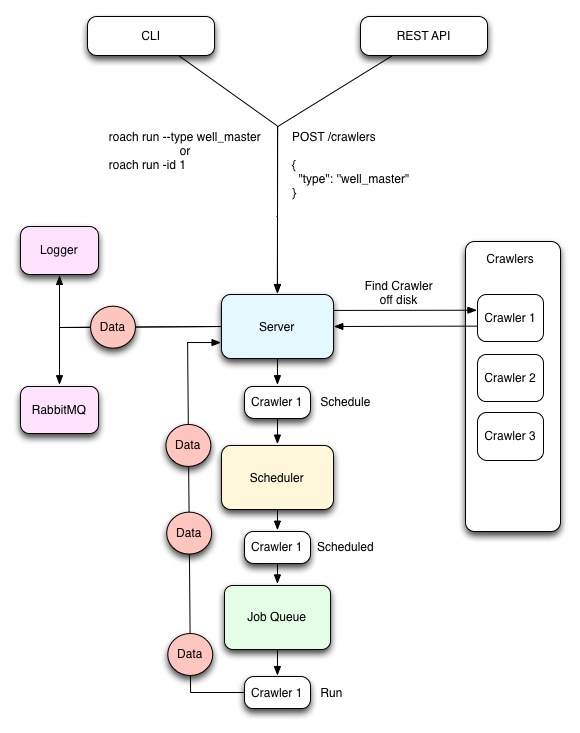 CLI
REST API
roach run --type well_master
or
roach run -id 1
POST /crawlers
{
"type": "well_master"
}
Logger
Crawlers
Find Crawler
off disk
Crawler 1
Data
Server
RabbitMQ
Crawler 2
Crawler 1
Schedule
Crawler 3
Data
Scheduler
Data
Crawler 1
Scheduled
Job Queue
Data
Crawler 1
Run